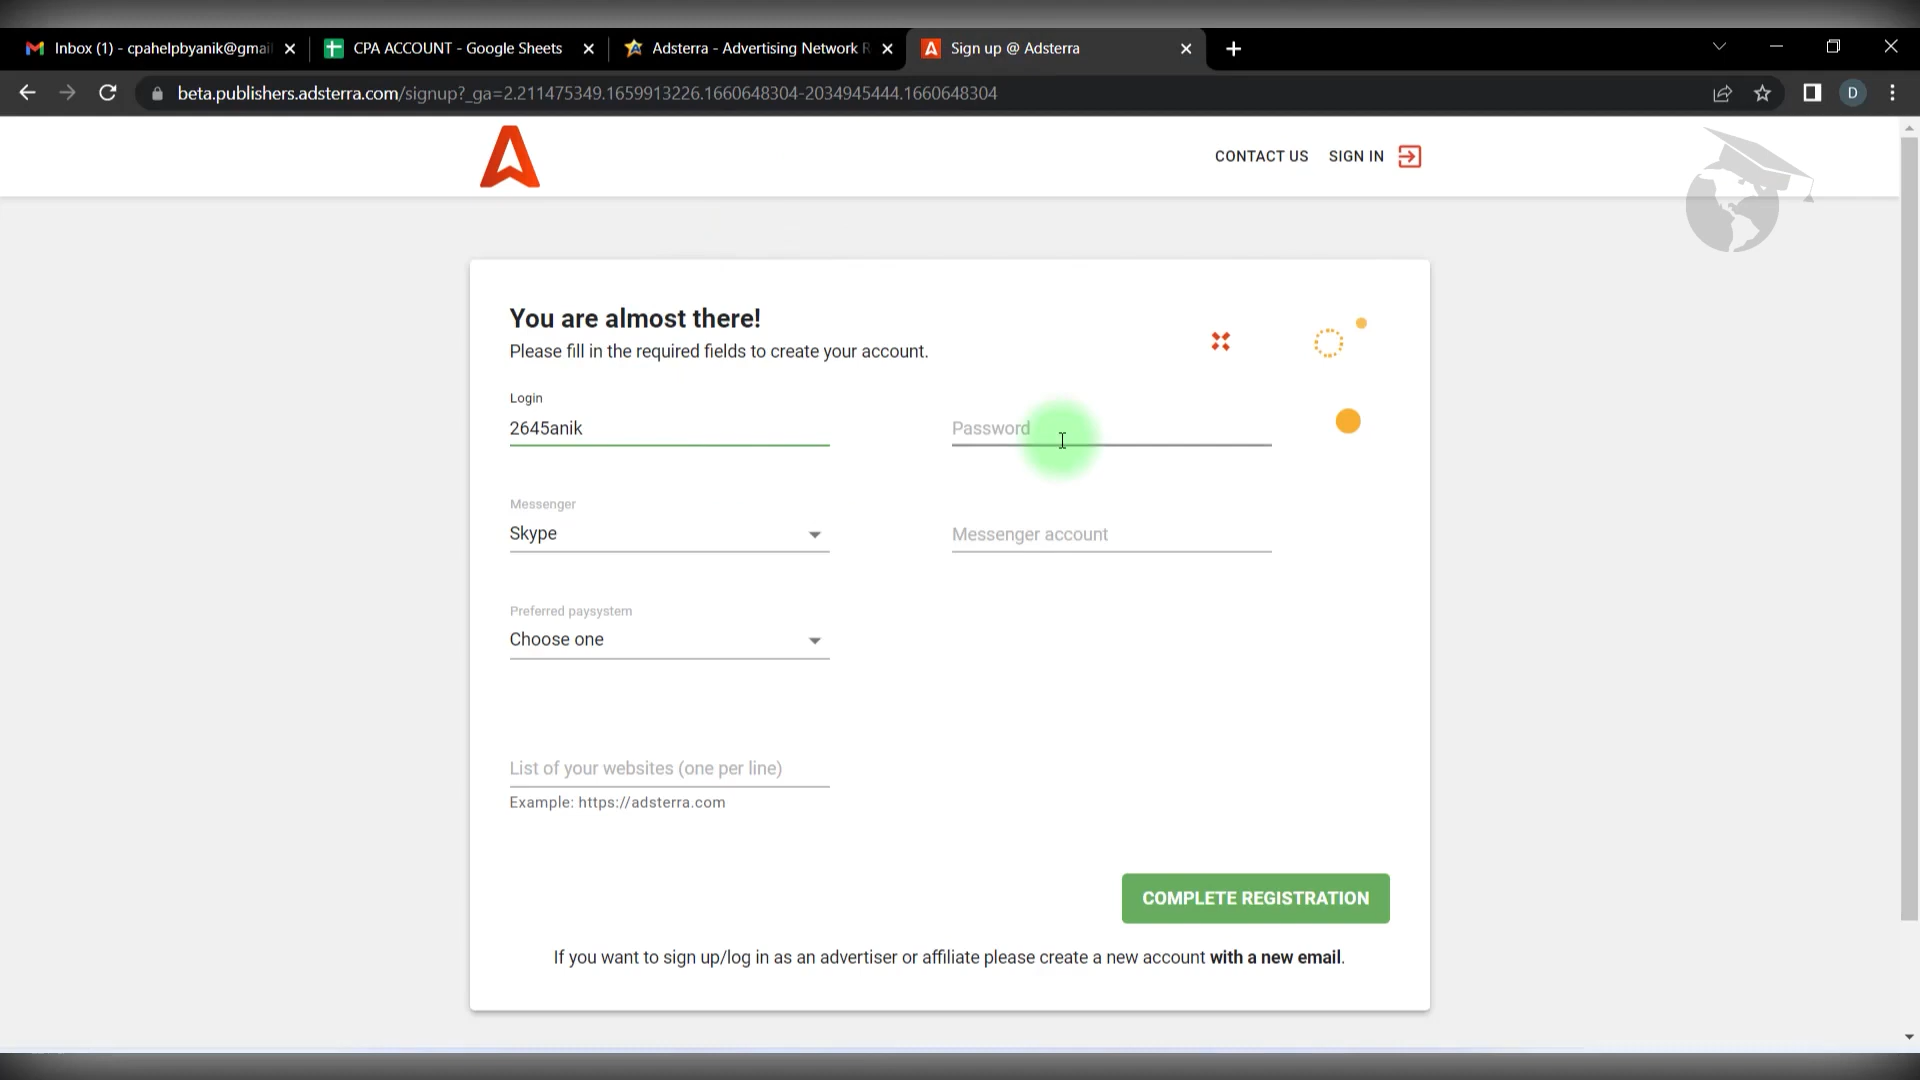 Inbox (1) - cpahelpbyanik@gmai
CPA ACCOUNT - Google Sheets
Adsterra - Advertising Network R
Sign up @ Adsterra
beta.publishers.adsterra.com/signup?_ga=2.211475349.1659913226.1660648304-2034945444.1660648304
D
CONTACT US
SIGN IN
You are almost there!
Please fill in the required fields to create your account.
Login
2645anik
Password
Messenger
Skype
Messenger account
Preferred paysystem
Choose one
List of your websites (one per line)
Example: https://adsterra.com
COMPLETE REGISTRATION
If you want to sign up/log in as an advertiser or affiliate please create a new account with a new email.